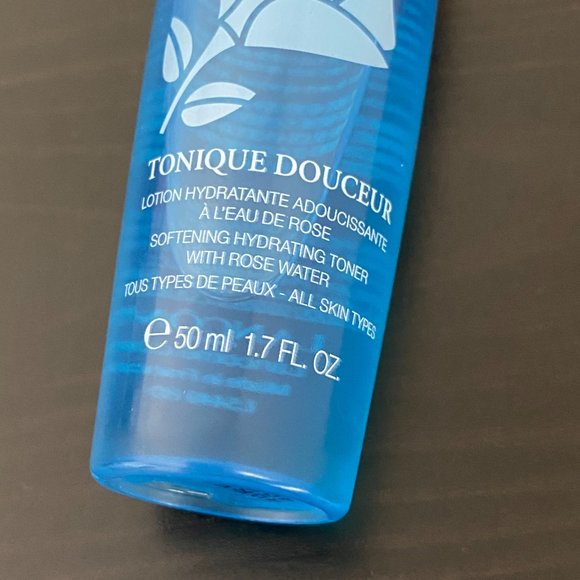 TONIQUE DOUCEUR
LOTION HYDRATANTE ADOUCISSANTE
À L'EAU DE ROSE
SOFTENING HYDRATING TONER
WITH ROSE WATER
TOUS TYPES DE PEAUX - ALL SKIN TYPES
℮50 ml 1.7 FL. OZ.